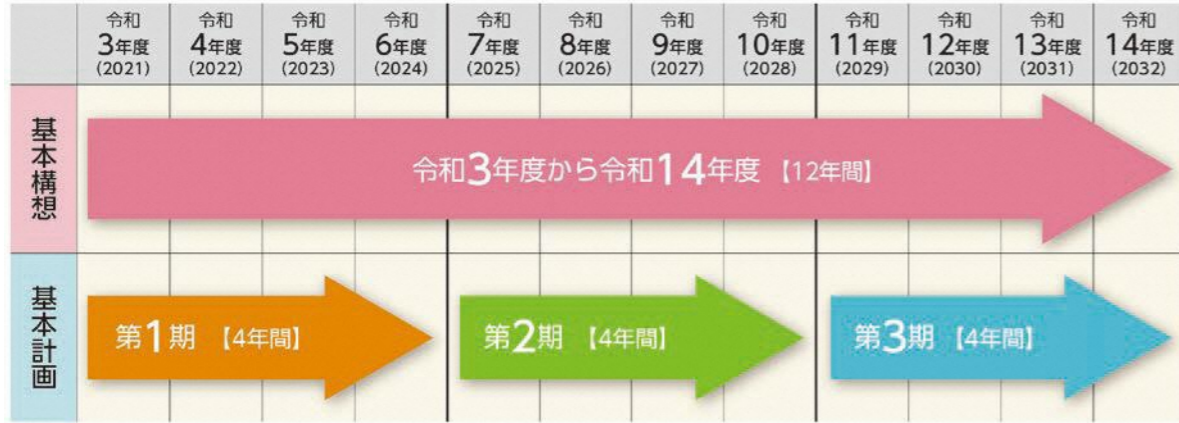 令和
3年度
(2021)
令和
4年度
(2022)
令和
5年度
(2023)
令和
6年度
(2024)
令和
7年度
(2025)
令和
8年度
(2026)
令和
9年度
(2027)
令和
10年度
(2028)
令和
11年度
(2029)
令和
12年度
(2030)
令和
13年度
(2031)
令和
14年度
(2032)
基本構想
令和3年度から令和14年度 【12年間】
基本計画
第1期 【4年間】
第2期 【4年間】
第3期 【4年間】